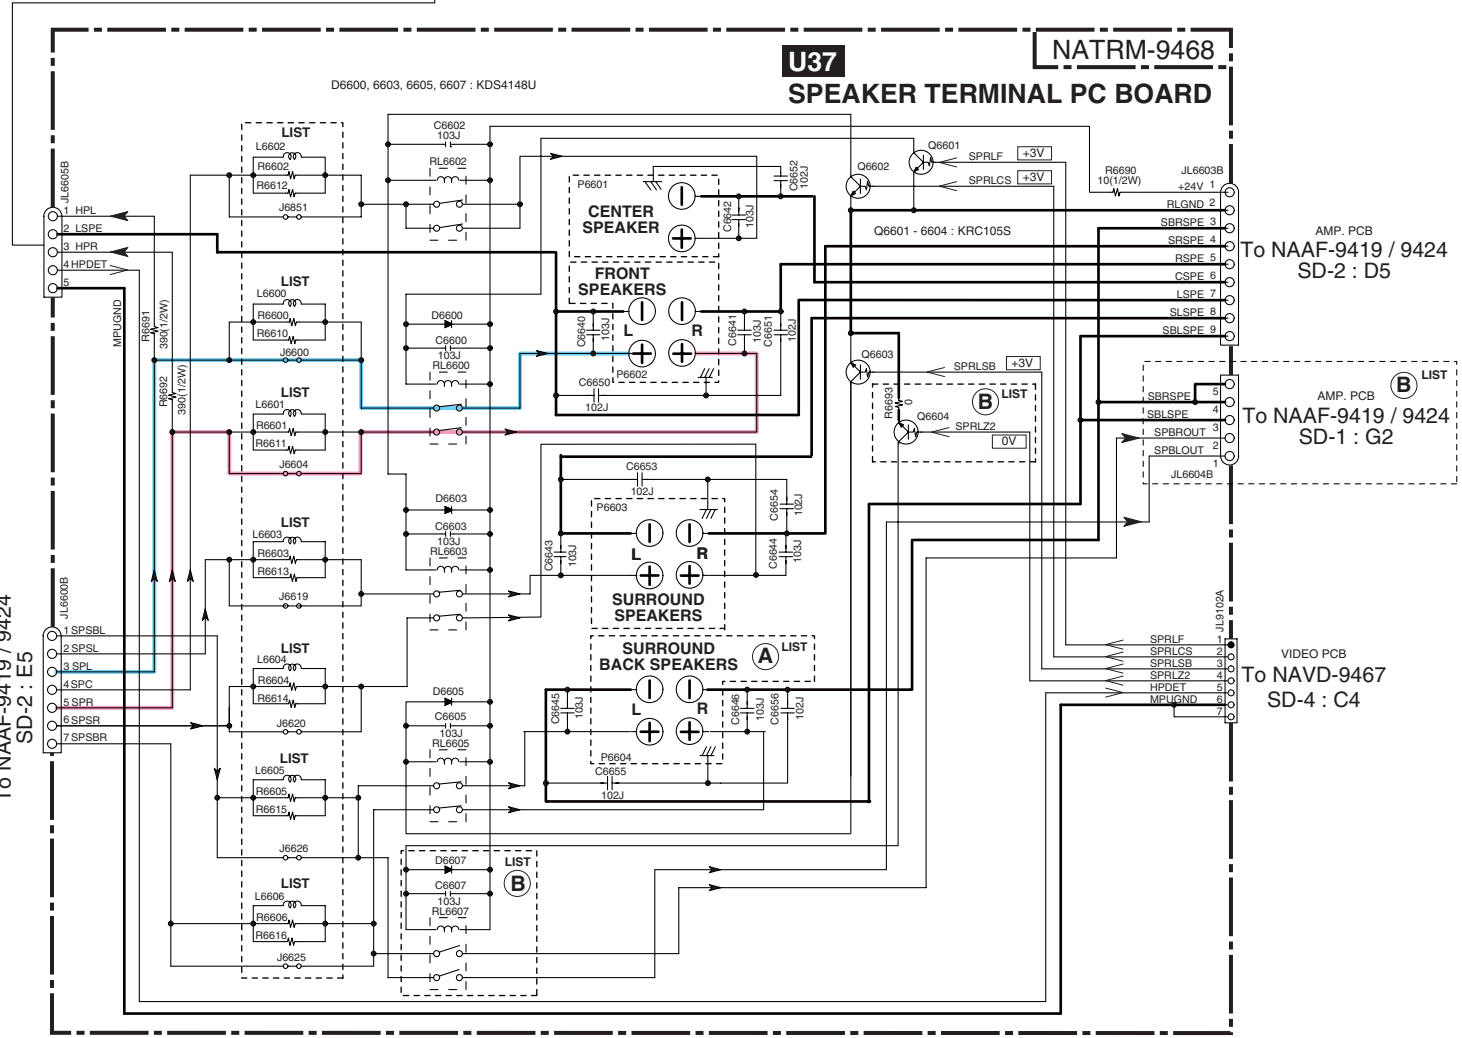 NATRM-9468
U37
SPEAKER TERMINAL PC BOARD
D6600, 6603, 6605, 6607 : KDS4148U
LIST
L6602
R6602
R6612
J6851
LIST
L6600
R6600
R6610
J6600
LIST
L6601
R6601
R6611
J6604
LIST
L6603
R6603
R6613
J6619
LIST
L6604
R6604
R6614
J6620
LIST
L6605
R6605
R6615
J6626
LIST
L6606
R6606
R6616
J6625
JL6605B
1 HPL
2 LSPE
3 HPR
4 HPDET
5
MPUGND
R6691
390(1/2W)
R6692
390(1/2W)
JL6600B
1 SPSBL
2 SPSL
3 SPL
4 SPC
5 SPR
6 SPSR
7 SPSBR
To NAAF-9419 / 9424
SD-2 : E5
C6602
103J
RL6602
D6600
C6600
103J
RL6600
D6603
C6603
103J
RL6603
D6605
C6605
103J
RL6605
D6607
C6607
103J
RL6607
LIST
B
P6601
CENTER
SPEAKER
C6642
103J
C6652
102J
FRONT
SPEAKERS
L
R
P6602
C6640
103J
C6641
103J
C6651
102J
C6650
102J
C6653
102J
P6603
L
R
SURROUND
SPEAKERS
C6643
103J
C6654
102J
C6644
103J
SURROUND
BACK SPEAKERS
A
LIST
L
R
P6604
C6645
103J
C6646
103J
C6656
102J
C6655
102J
Q6601
Q6602
SPRLF
+3V
SPRLCS
+3V
Q6601 - 6604 : KRC105S
Q6603
SPRLSB
+3V
R6693
0
B
LIST
Q6604
SPRLZ2
0V
R6690
10(1/2W)
JL6603B
+24V 1
RLGND 2
SBRSPE 3
SRSPE 4
RSPE 5
CSPE 6
LSPE 7
SLSPE 8
SBLSPE 9
AMP. PCB
To NAAF-9419 / 9424
SD-2 : D5
B
LIST
SBRSPE
5
SBLSPE
4
SPBROUT
3
SPBLOUT
2
1
JL6604B
AMP. PCB
To NAAF-9419 / 9424
SD-1 : G2
JL9102A
SPRLF 1
SPRLCS 2
SPRLSB 3
SPRLZ2 4
HPDET 5
MPUGND 6
7
VIDEO PCB
To NAVD-9467
SD-4 : C4